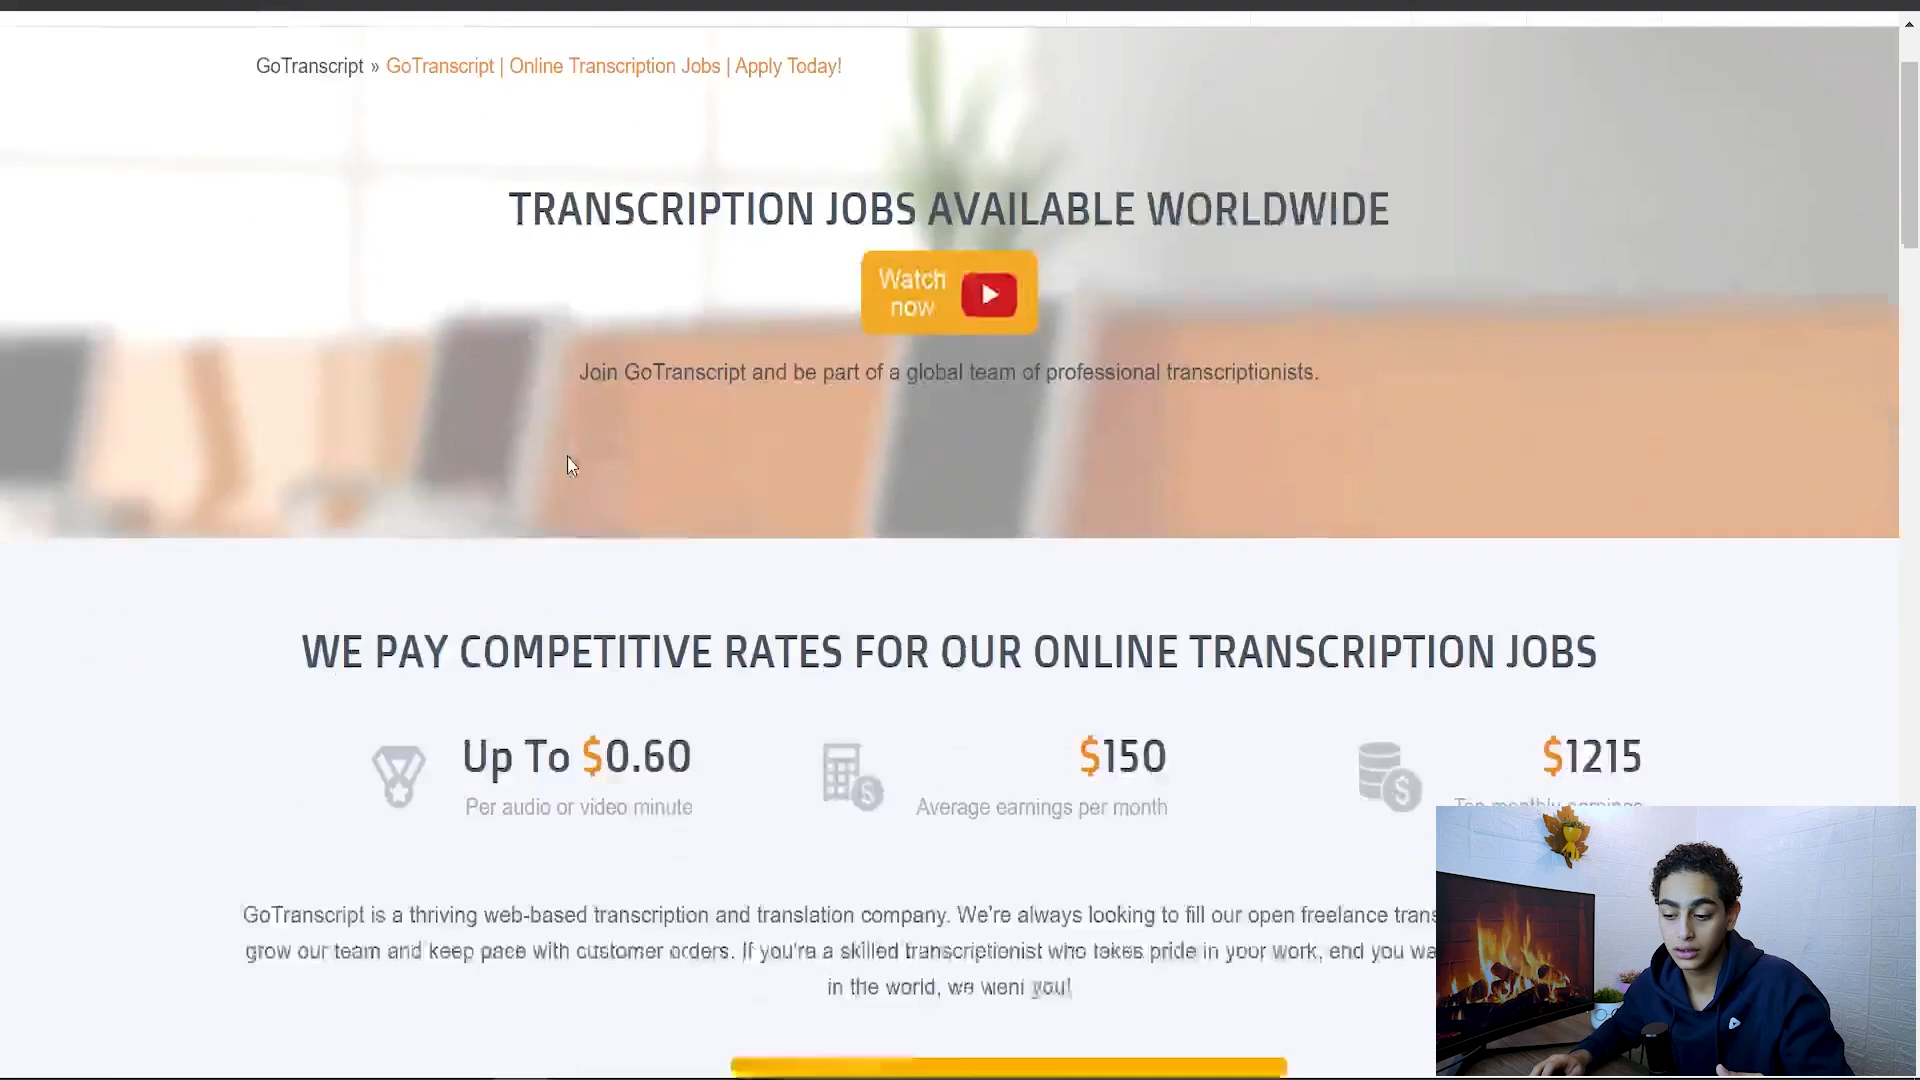 GoTranscript » GoTranscript | Online Transcription Jobs | Apply Today!
TRANSCRIPTION JOBS AVAILABLE WORLDWIDE
Watch
now
Join GoTranscript and be part of a global team of professional transcriptionists.
WE PAY COMPETITIVE RATES FOR OUR ONLINE TRANSCRIPTION JOBS
Up To $0.60
Per audio or video minute
$150
Average earnings per month
$1215
Top monthly earnings
GoTranscript is a thriving web-based transcription and translation company. We're always looking to fill our open freelance trans
grow our team and keep pace with customer orders. If you're a skilled transcriptionist who takes pride in your work, and you wa
in the world, we want you!